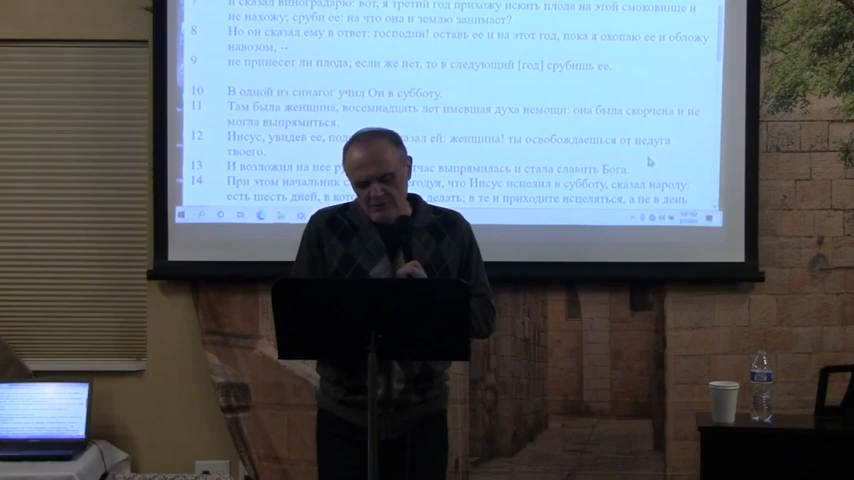 и сказал виноградарю: вот, я третий год прихожу искать плода на этой смоковнице и
не нахожу; сруби ее: на что она и землю занимает?
8 Но он сказал ему в ответ: господин! оставь ее и на этот год, пока я окопаю ее и обложу
навозом, --
9 не принесет ли плода; если же нет, то в следующий [год] срубишь ее.
10 В одной из синагог учил Он в субботу.
11 Там была женщина, восемнадцать лет имевшая духа немощи: она была скорчена и не
могла выпрямиться.
12 Иисус, увидев ее, под казал ей: женщина! ты освобождаешься от недуга
твоего.
13 И возложил на нее р тчас выпрямилась и стала славить Бога.
14 При этом начальник с егодуя, что Иисус исцелил в субботу, сказал народу:
есть шесть дней, в кото делать; в те и приходите исцеляться, а не в день